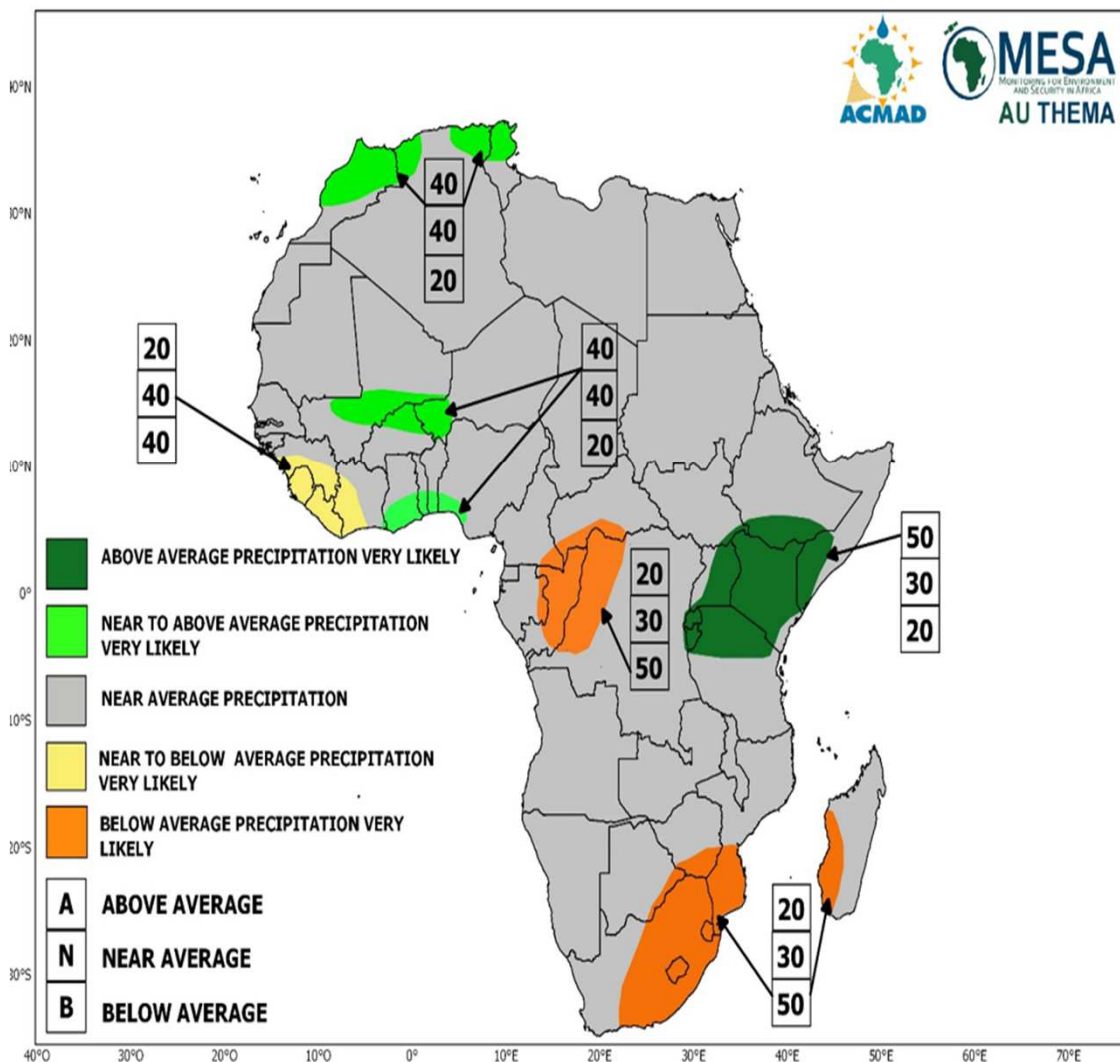 ACMAD
MESA
MONITORING FOR ENVIRONMENT
AND SECURITY IN AFRICA
AU THEMA
40°N
30°N
20°N
10°N
0°
10°S
20°S
30°S
40
40
20
20
40
40
40
40
20
20
30
50
50
30
20
20
30
50
ABOVE AVERAGE PRECIPITATION VERY LIKELY
NEAR TO ABOVE AVERAGE PRECIPITATION
VERY LIKELY
NEAR AVERAGE PRECIPITATION
NEAR TO BELOW AVERAGE PRECIPITATION
VERY LIKELY
BELOW AVERAGE PRECIPITATION VERY
LIKELY
A ABOVE AVERAGE
N NEAR AVERAGE
B BELOW AVERAGE
40°O 30°O 20°O 10°O 0° 10°E 20°E 30°E 40°E 50°E 60°E 70°E